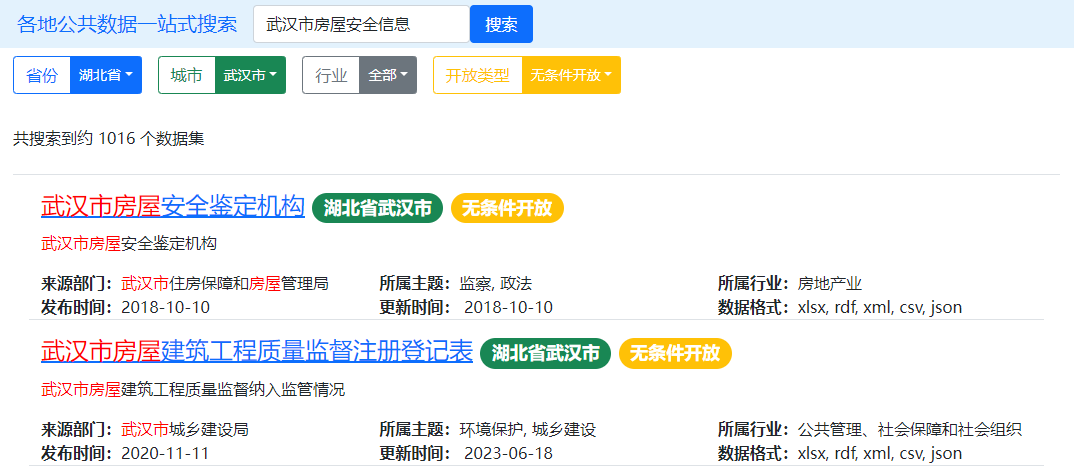 各地公共数据一站式搜索 武汉市房屋安全信息 搜索
省份 湖北省 城市 武汉市 行业 全部 开放类型 无条件开放
共搜索到约 1016 个数据集
武汉市房屋安全鉴定机构 湖北省武汉市 无条件开放
武汉市房屋安全鉴定机构
来源部门：武汉市住房保障和房屋管理局 所属主题：监察, 政法 所属行业：房地产业
发布时间：2018-10-10 更新时间： 2018-10-10 数据格式：xlsx, rdf, xml, csv, json
武汉市房屋建筑工程质量监督注册登记表 湖北省武汉市 无条件开放
武汉市房屋建筑工程质量监督纳入监管情况
来源部门：武汉市城乡建设局 所属主题：环境保护, 城乡建设 所属行业：公共管理、社会保障和社会组织
发布时间：2020-11-11 更新时间： 2023-06-18 数据格式：xlsx, rdf, xml, csv, json